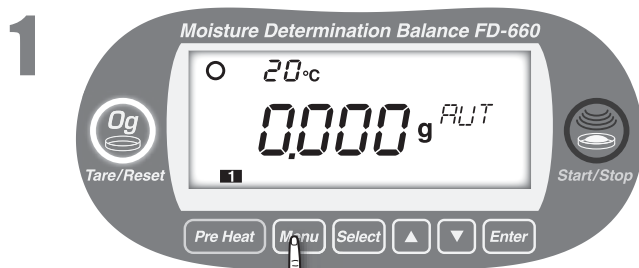 1
Moisture Determination Balance FD-660
20°C
0.000 g AUT
1
0g
Tare/Reset
Start/Stop
Pre Heat Menu Select ▲ ▼ Enter